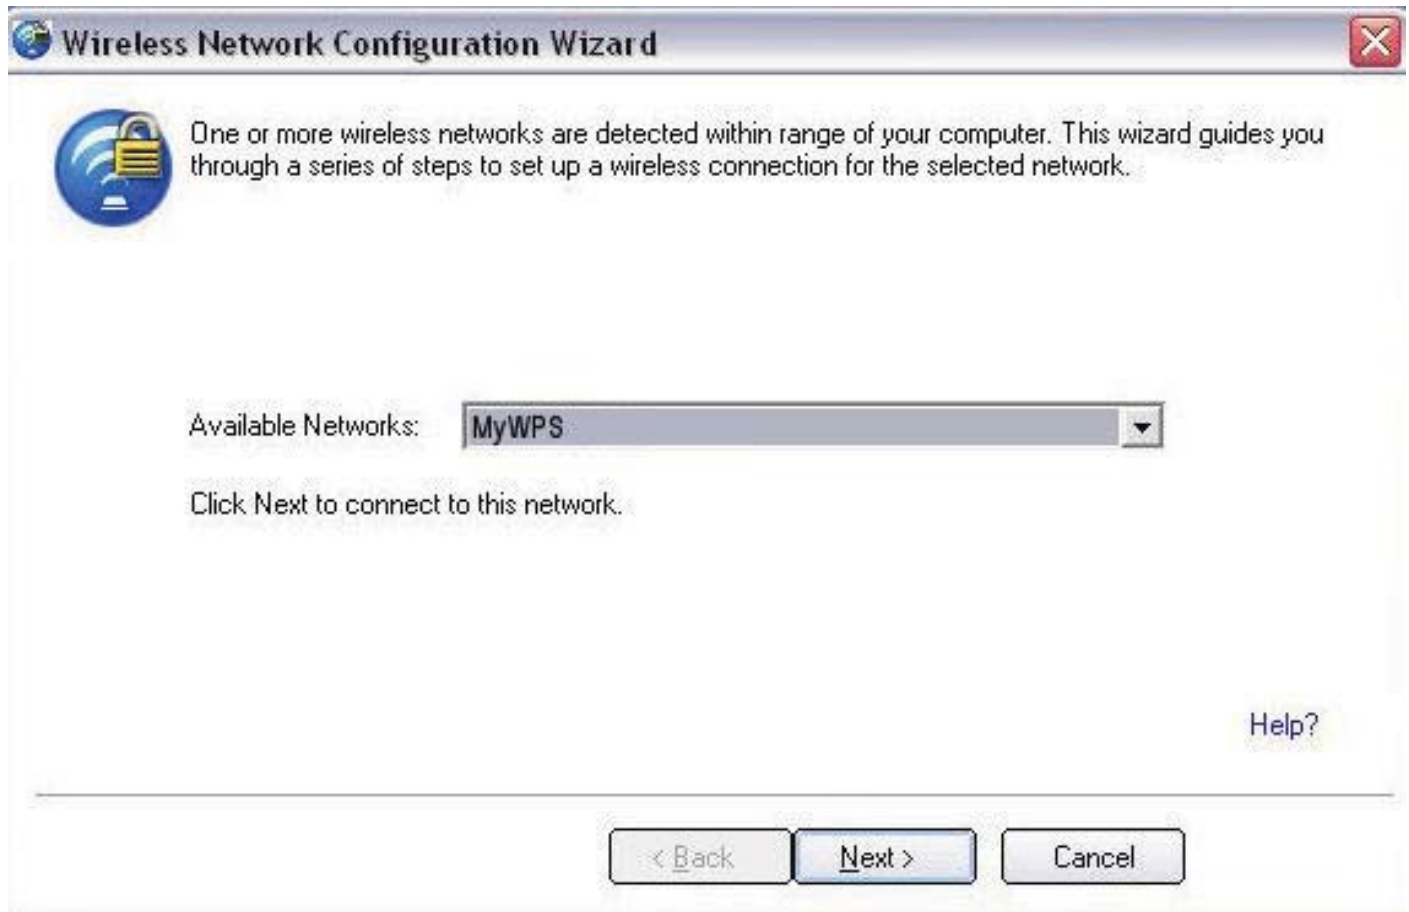 Wireless Network Configuration Wizard
One or more wireless networks are detected within range of your computer. This wizard guides you
through a series of steps to set up a wireless connection for the selected network.
Available Networks: MyWPS
Click Next to connect to this network.
Help?
< Back Next > Cancel